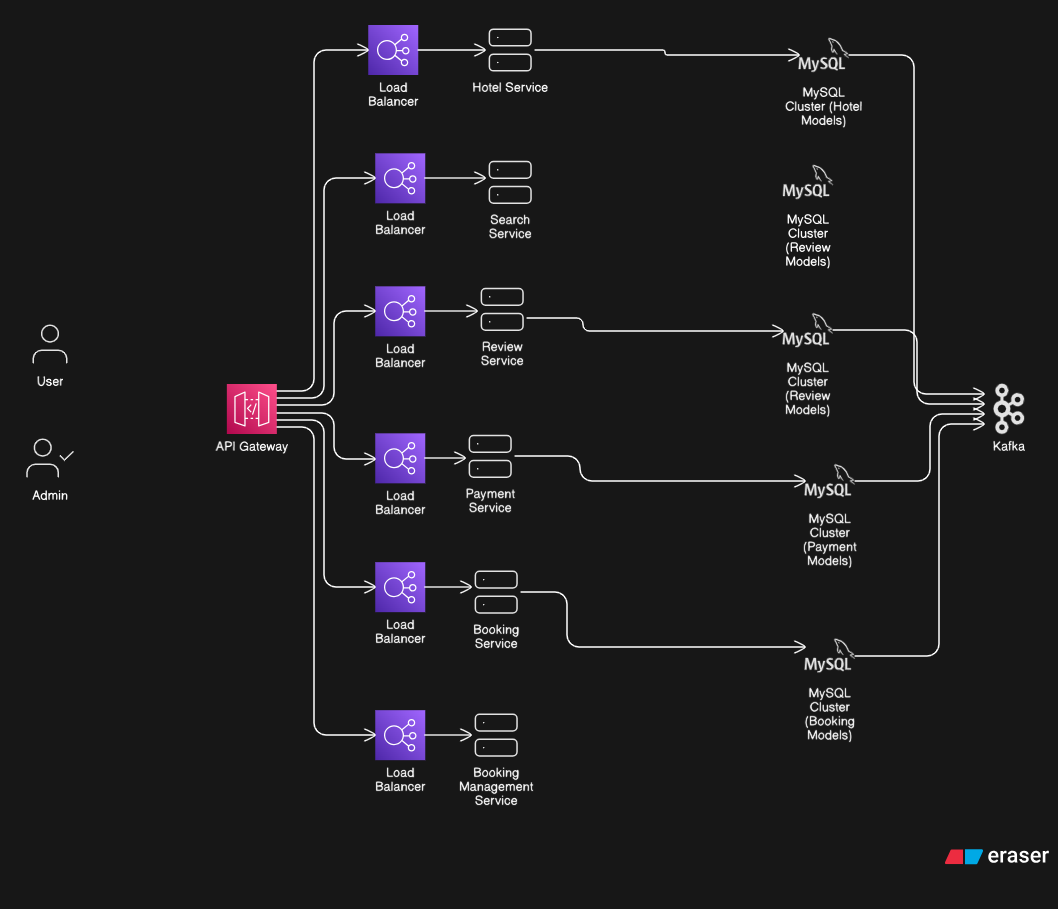 Load
Balancer
Hotel Service
MySQL
MySQL
Cluster (Hotel
Models)
Load
Balancer
Search
Service
MySQL
MySQL
Cluster
(Review
Models)
Load
Balancer
Review
Service
MySQL
MySQL
Cluster
(Review
Models)
User
Admin
API Gateway
Kafka
Load
Balancer
Payment
Service
MySQL
MySQL
Cluster
(Payment
Models)
Load
Balancer
Booking
Service
MySQL
MySQL
Cluster
(Booking
Models)
Load
Balancer
Booking
Management
Service
eraser